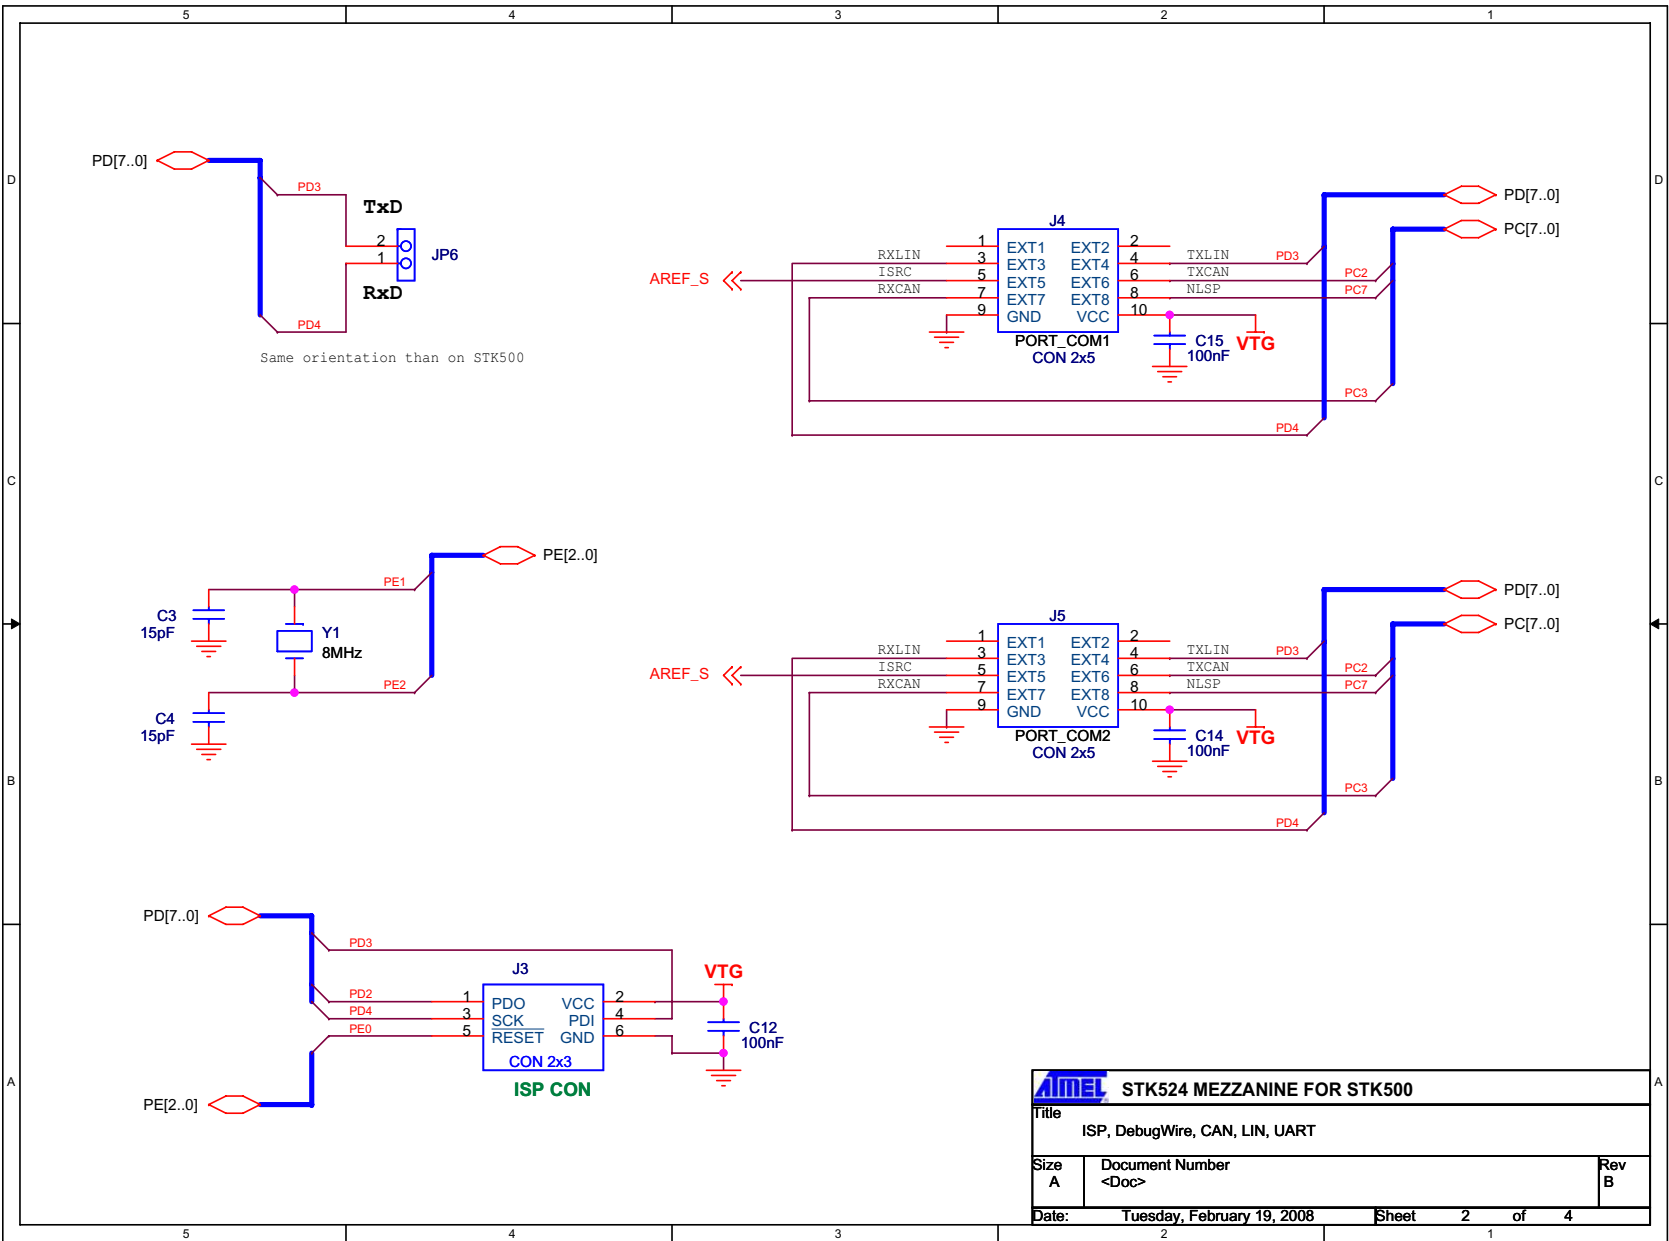 5 4 3 2 1
D D
C C
B B
A A
PD[7..0]
PD3
TxD
2
1
JP6
RxD
PD4
Same orientation than on STK500
PD[7..0]
PC[7..0]
J4
1 EXT1 EXT2 2
RXLIN 3 EXT3 EXT4 4 TXLIN PD3
AREF_S ISRC 5 EXT5 EXT6 6 TXCAN PC2
RXCAN 7 EXT7 EXT8 8 NLSP PC7
9 GND VCC 10
PORT_COM1
CON 2x5
C15
100nF
VTG
PC3
PD4
PE[2..0]
PE1
C3
15pF
Y1
8MHz
PE2
C4
15pF
PD[7..0]
PC[7..0]
J5
1 EXT1 EXT2 2
RXLIN 3 EXT3 EXT4 4 TXLIN PD3
AREF_S ISRC 5 EXT5 EXT6 6 TXCAN PC2
RXCAN 7 EXT7 EXT8 8 NLSP PC7
9 GND VCC 10
PORT_COM2
CON 2x5
C14
100nF
VTG
PC3
PD4
PD[7..0]
PD3
J3
VTG
PD2 1 PDO VCC 2
PD4 3 SCK PDI 4
PE0 5 RESET GND 6
CON 2x3
ISP CON
C12
100nF
PE[2..0]
ATMEL STK524 MEZZANINE FOR STK500
Title
ISP, DebugWire, CAN, LIN, UART
Size Document Number Rev
A <Doc> B
Date: Tuesday, February 19, 2008 Sheet 2 of 4
5 4 3 2 1